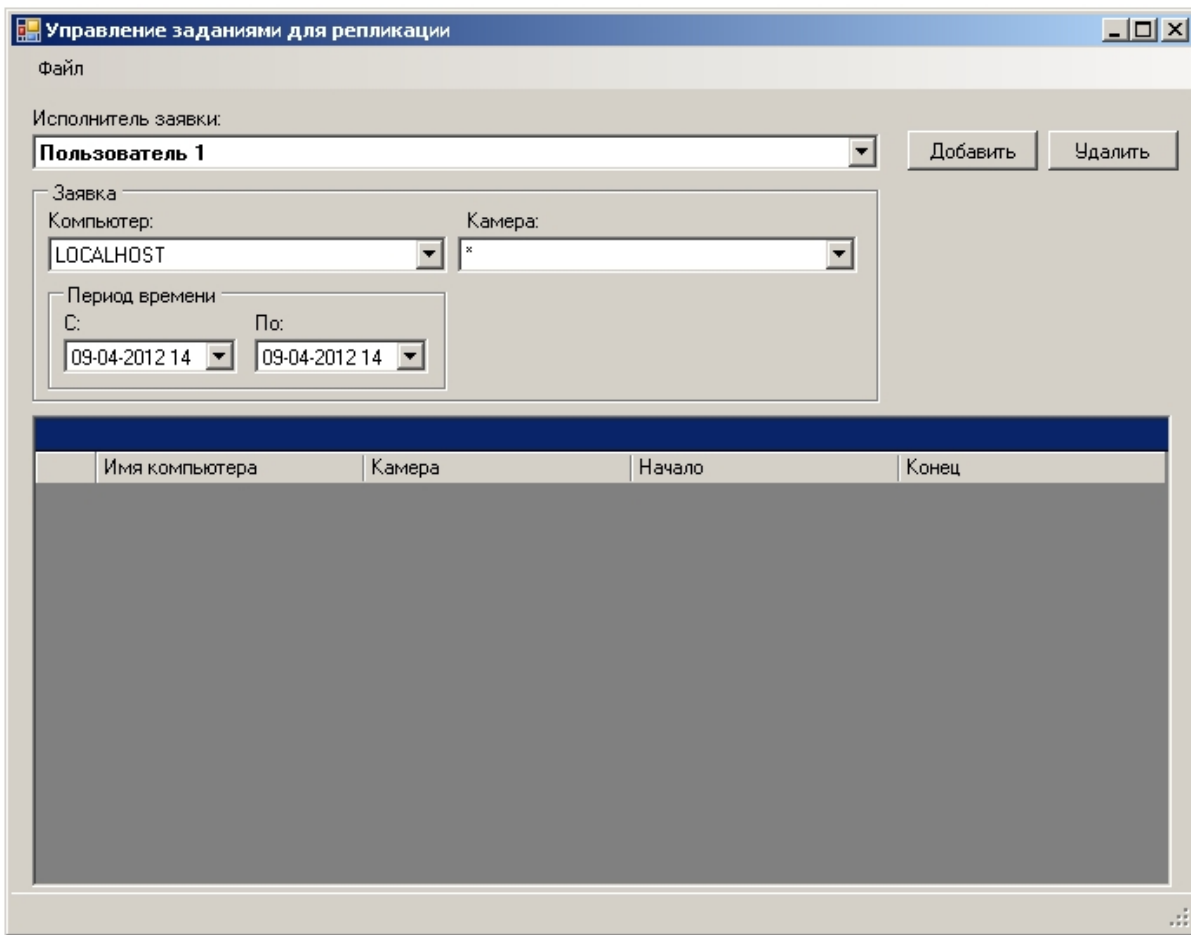 Управление заданиями для репликации
Файл
Исполнитель заявки:
Пользователь 1
Добавить
Удалить
Заявка
Компьютер:
Камера:
LOCALHOST
*
Период времени
С:
По:
09-04-2012 14
09-04-2012 14
Имя компьютера
Камера
Начало
Конец